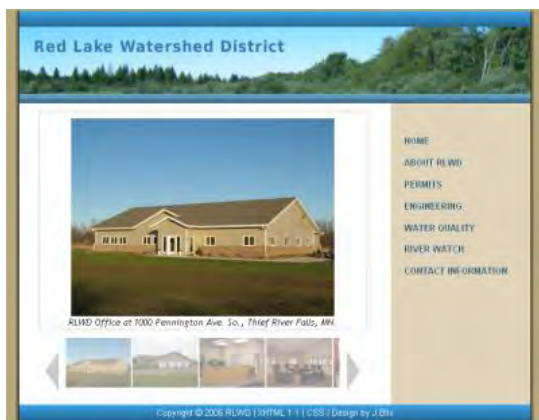 Red Lake Watershed District
HOME
ABOUT RLWD
PERMITS
ENGINEERING
WATER QUALITY
RIVER WATCH
CONTACT INFORMATION
RLWD Office at 1000 Pennington Ave. So., Thief River Falls, MN
Copyright © 2006 RLWD | XHTML 1.1 | CSS | Design by J.Ellis